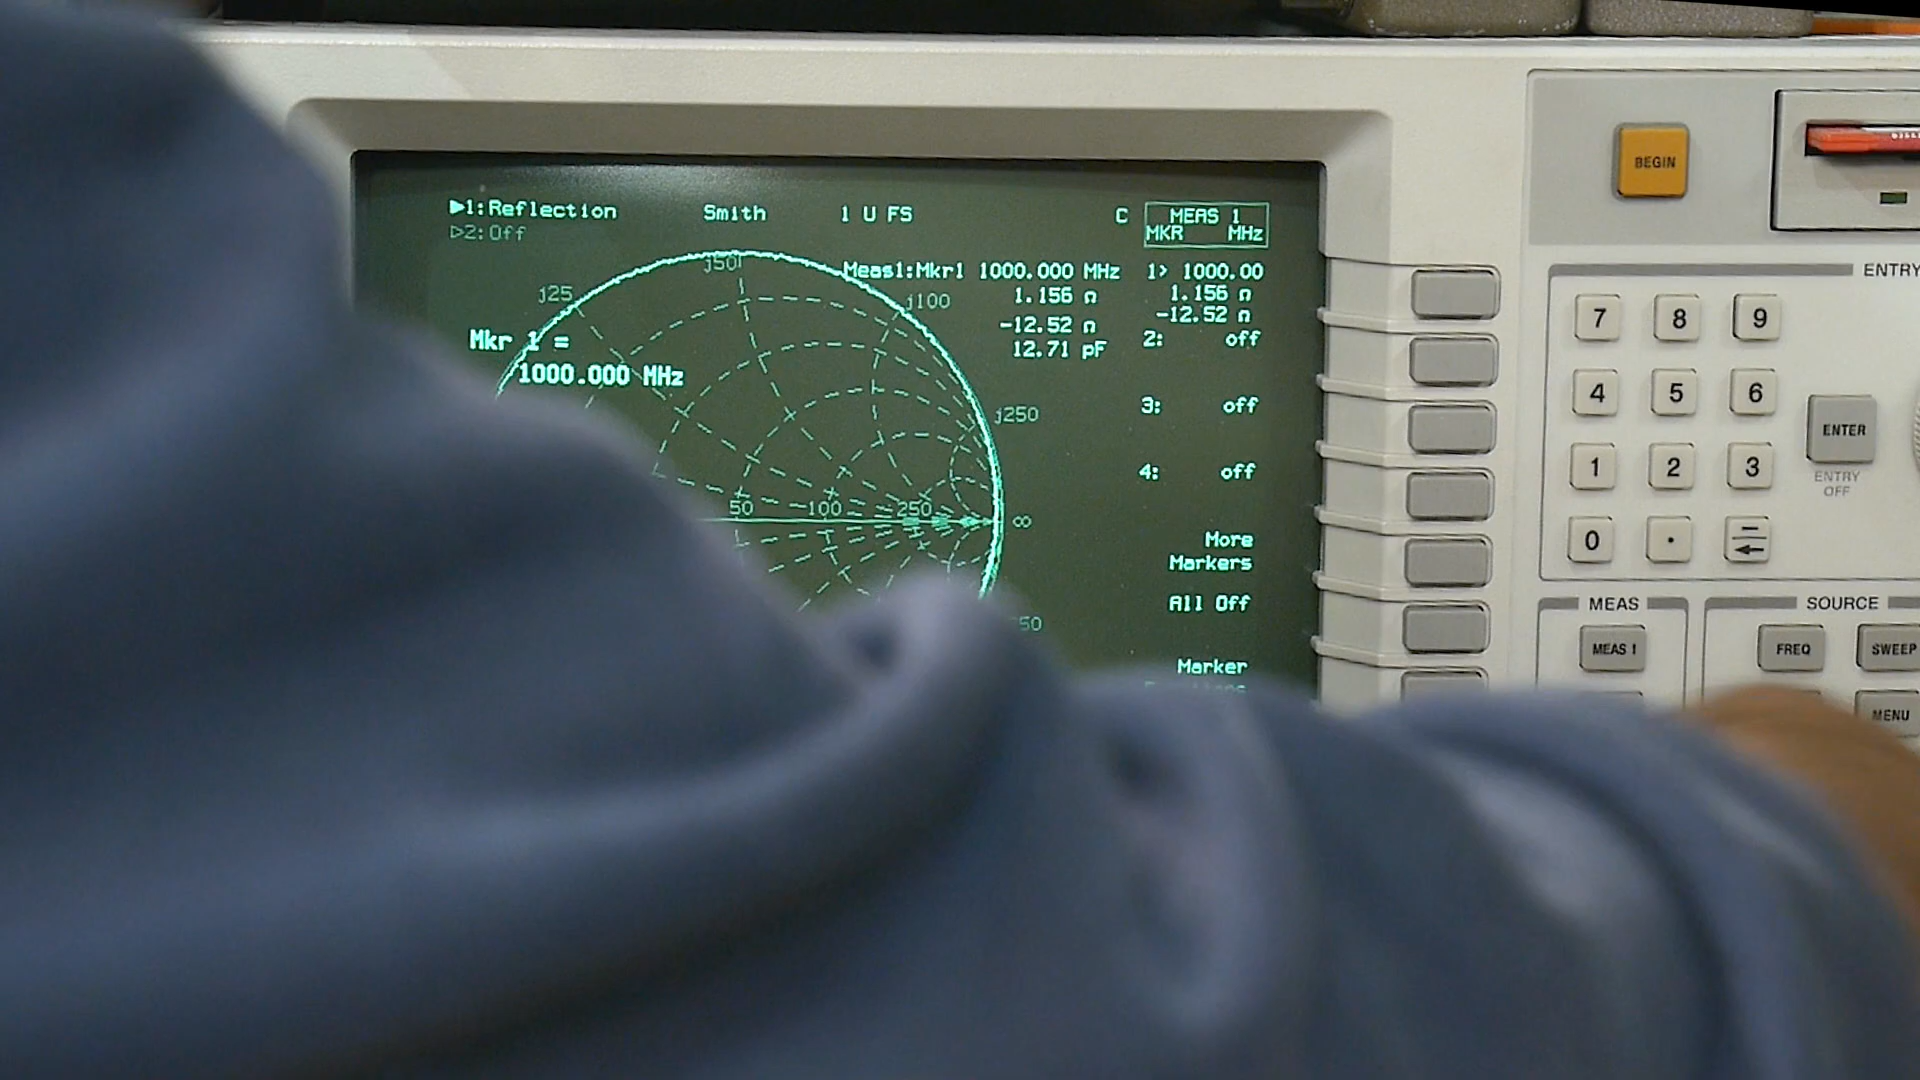 ▶1:Reflection Smith 1 U FS C MEAS 1
▷2:Off MKR MHz
j50
Meas1:Mkr1 1000.000 MHz 1> 1000.00
j25 j100 1.156 Ω 1.156 Ω
-12.52 Ω -12.52 Ω
Mkr 1 = 12.71 pF 2: off
1000.000 MHz
3: off
j250
4: off
50 100 250 ∞
More
Markers
All Off
50
Marker
BEGIN
ENTRY
7 8 9
4 5 6
ENTER
1 2 3
ENTRY
OFF
0 .
MEAS SOURCE
MEAS 1 FREQ SWEEP
MENU